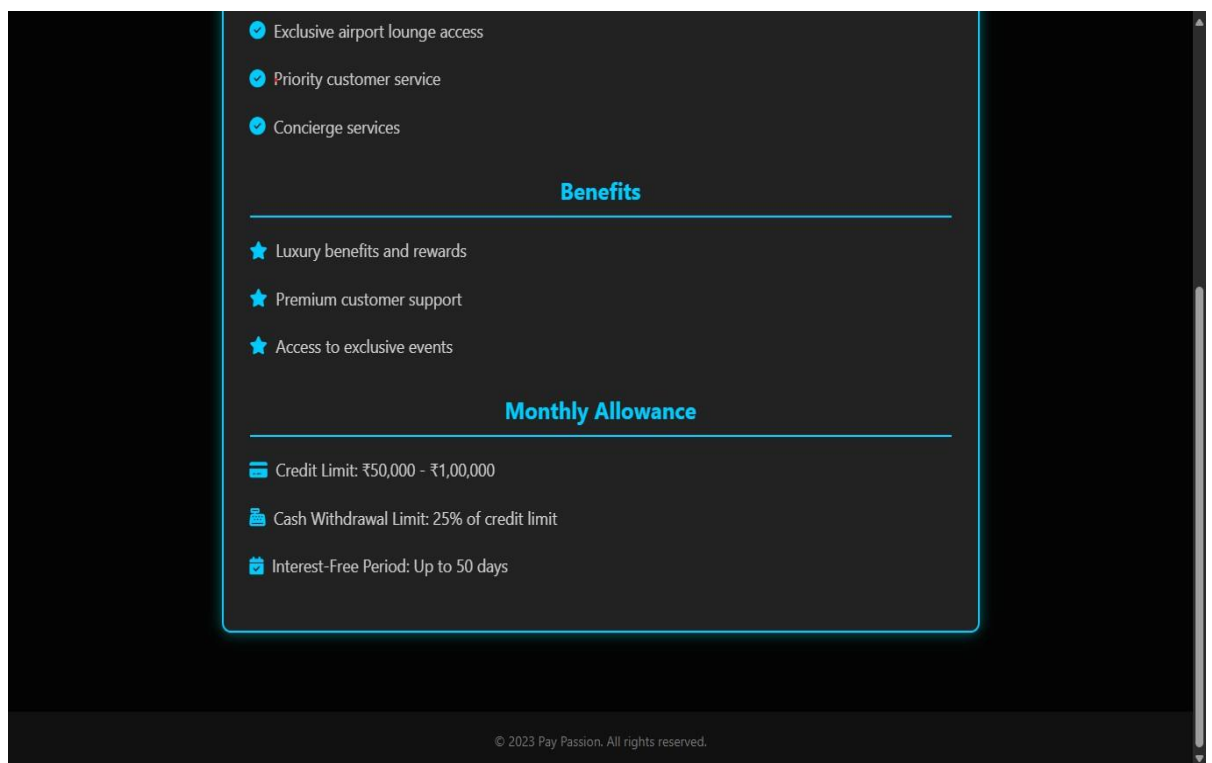 Exclusive airport lounge access
Priority customer service
Concierge services
Benefits
Luxury benefits and rewards
Premium customer support
Access to exclusive events
Monthly Allowance
Credit Limit: ₹50,000 - ₹1,00,000
Cash Withdrawal Limit: 25% of credit limit
Interest-Free Period: Up to 50 days
© 2023 Pay Passion. All rights reserved.